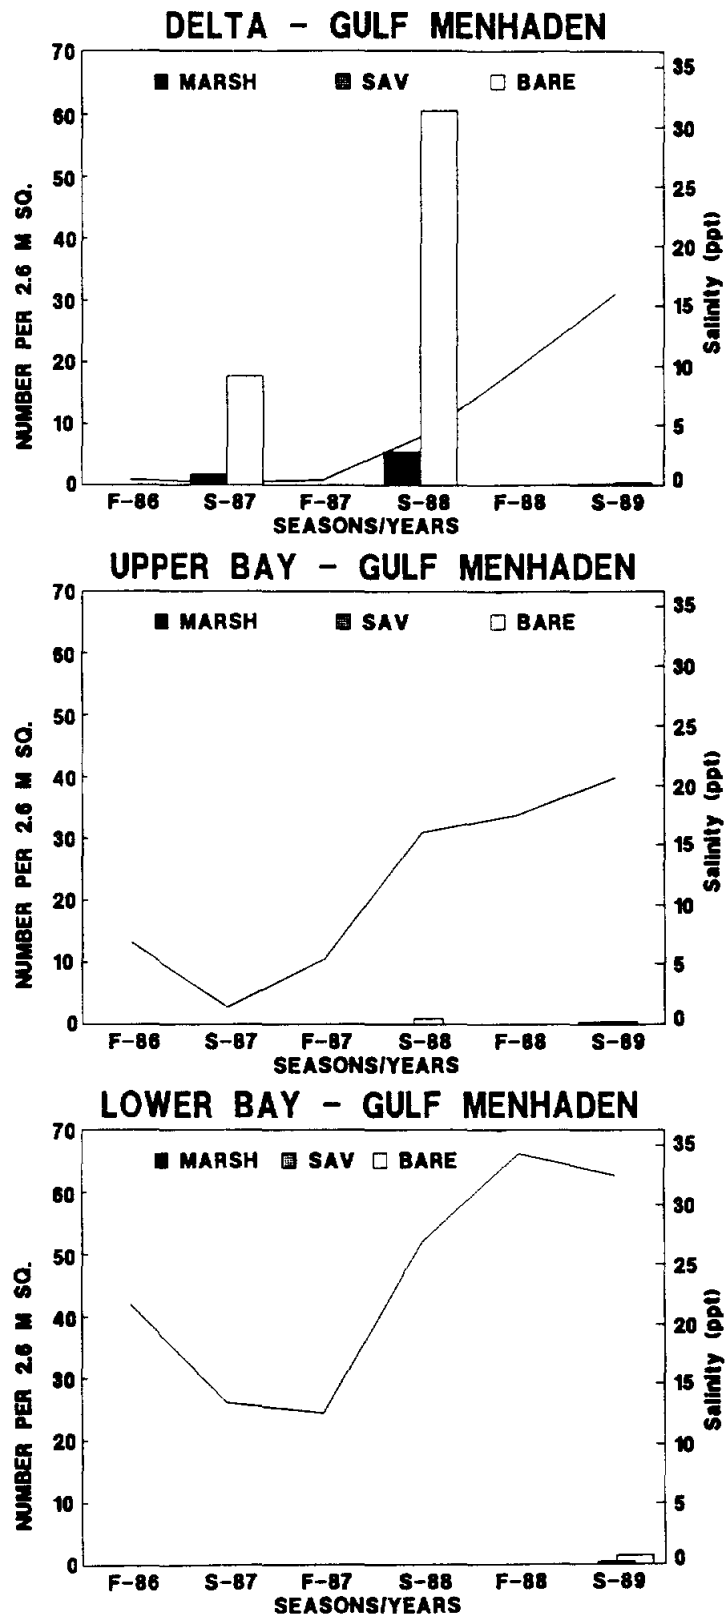 DELTA - GULF MENHADEN
MARSH SAV BARE
70
60
50
40
30
20
10
0
NUMBER PER 2.6 M SQ.
35
30
25
20
15
10
5
0
Salinity (ppt)
F-86 S-87 F-87 S-88 F-88 S-89
SEASONS/YEARS
UPPER BAY - GULF MENHADEN
MARSH SAV BARE
70
60
50
40
30
20
10
0
NUMBER PER 2.6 M SQ.
35
30
25
20
15
10
5
0
Salinity (ppt)
F-86 S-87 F-87 S-88 F-88 S-89
SEASONS/YEARS
LOWER BAY - GULF MENHADEN
MARSH SAV BARE
70
60
50
40
30
20
10
0
NUMBER PER 2.6 M SQ.
35
30
25
20
15
10
5
0
Salinity (ppt)
F-86 S-87 F-87 S-88 F-88 S-89
SEASONS/YEARS